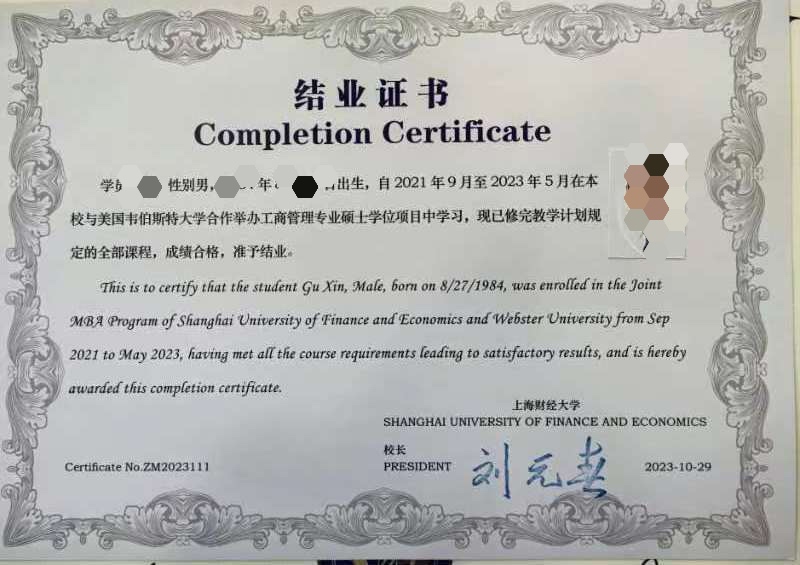 结业证书
Completion Certificate
学 性别男, 年 出生，自 2021 年 9 月至 2023 年 5 月在本
校与美国韦伯斯特大学合作举办工商管理专业硕士学位项目中学习，现已修完教学计划规
定的全部课程，成绩合格，准予结业。
This is to certify that the student Gu Xin, Male, born on 8/27/1984, was enrolled in the Joint
MBA Program of Shanghai University of Finance and Economics and Webster University from Sep
2021 to May 2023, having met all the course requirements leading to satisfactory results, and is hereby
awarded this completion certificate.
上海财经大学
SHANGHAI UNIVERSITY OF FINANCE AND ECONOMICS
校长
PRESIDENT 刘元春
Certificate No.ZM2023111
2023-10-29